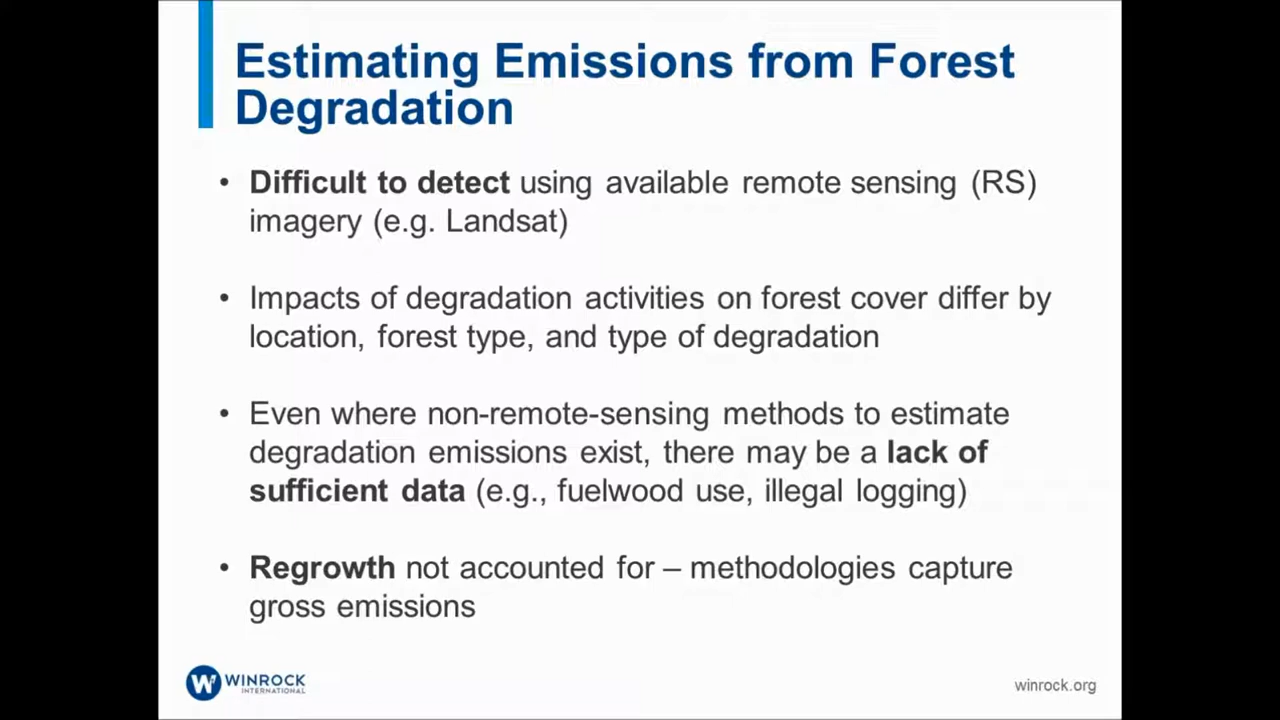 Estimating Emissions from Forest
Degradation
• Difficult to detect using available remote sensing (RS)
imagery (e.g. Landsat)
• Impacts of degradation activities on forest cover differ by
location, forest type, and type of degradation
• Even where non-remote-sensing methods to estimate
degradation emissions exist, there may be a lack of
sufficient data (e.g., fuelwood use, illegal logging)
• Regrowth not accounted for – methodologies capture
gross emissions
W WINROCK
INTERNATIONAL
winrock.org